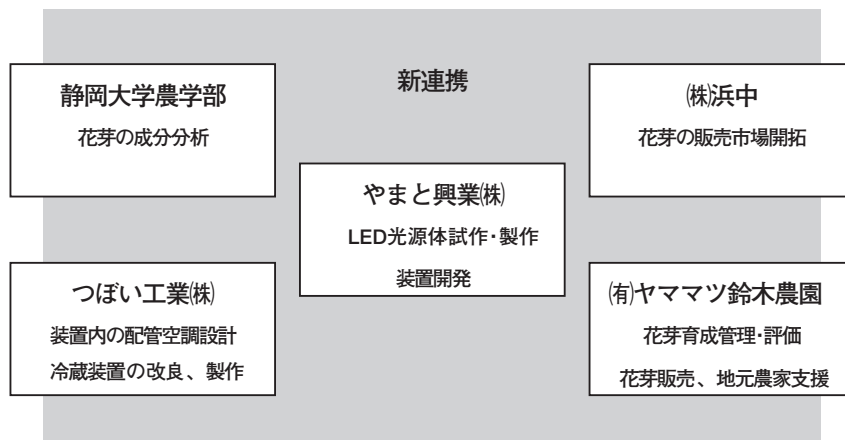 新連携
静岡大学農学部
花芽の成分分析
㈱浜中
花芽の販売市場開拓
やまと興業㈱
LED光源体試作・製作
装置開発
つぼい工業㈱
装置内の配管空調設計
冷蔵装置の改良、製作
㈲ヤママツ鈴木農園
花芽育成管理・評価
花芽販売、地元農家支援